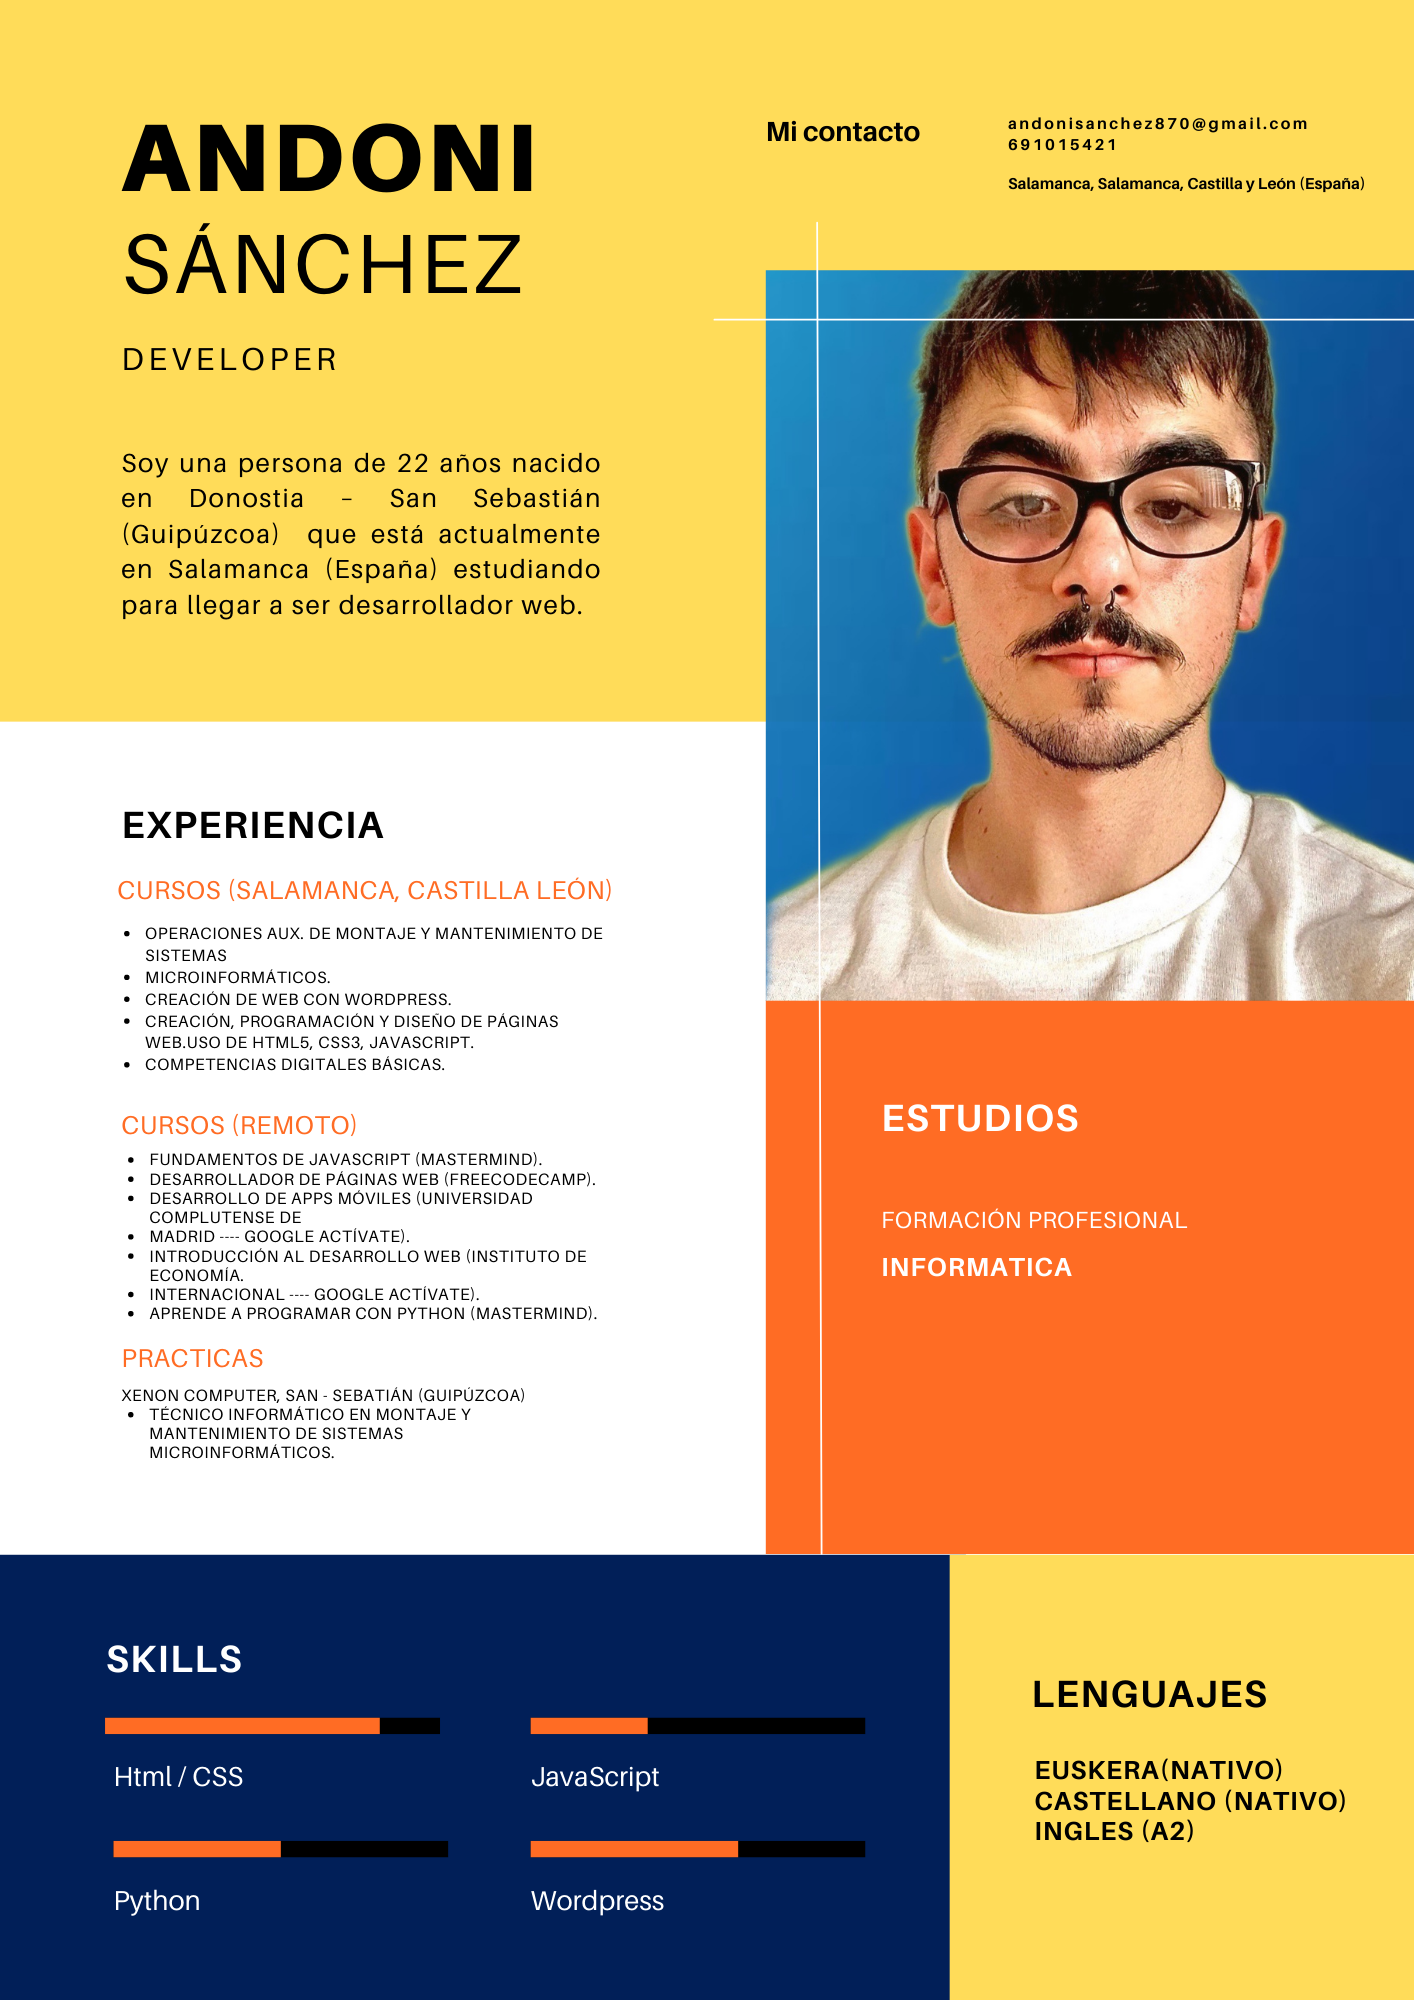 ANDONI
SÁNCHEZ
DEVELOPER
Mi contacto
andonisanchez870@gmail.com
691015421
Salamanca, Salamanca, Castilla y León (España)
Soy una persona de 22 años nacido
en Donostia – San Sebastián
(Guipúzcoa) que está actualmente
en Salamanca (España) estudiando
para llegar a ser desarrollador web.
EXPERIENCIA
CURSOS (SALAMANCA, CASTILLA LEÓN)
• OPERACIONES AUX. DE MONTAJE Y MANTENIMIENTO DE
SISTEMAS
• MICROINFORMÁTICOS.
• CREACIÓN DE WEB CON WORDPRESS.
• CREACIÓN, PROGRAMACIÓN Y DISEÑO DE PÁGINAS
WEB.USO DE HTML5, CSS3, JAVASCRIPT.
• COMPETENCIAS DIGITALES BÁSICAS.
CURSOS (REMOTO)
• FUNDAMENTOS DE JAVASCRIPT (MASTERMIND).
• DESARROLLADOR DE PÁGINAS WEB (FREECODECAMP).
• DESARROLLO DE APPS MÓVILES (UNIVERSIDAD
COMPLUTENSE DE
• MADRID ---- GOOGLE ACTÍVATE).
• INTRODUCCIÓN AL DESARROLLO WEB (INSTITUTO DE
ECONOMÍA.
• INTERNACIONAL ---- GOOGLE ACTÍVATE).
• APRENDE A PROGRAMAR CON PYTHON (MASTERMIND).
PRACTICAS
XENON COMPUTER, SAN - SEBATIÁN (GUIPÚZCOA)
• TÉCNICO INFORMÁTICO EN MONTAJE Y
MANTENIMIENTO DE SISTEMAS
MICROINFORMÁTICOS.
ESTUDIOS
FORMACIÓN PROFESIONAL
INFORMATICA
SKILLS
Html / CSS
JavaScript
Python
Wordpress
LENGUAJES
EUSKERA(NATIVO)
CASTELLANO (NATIVO)
INGLES (A2)